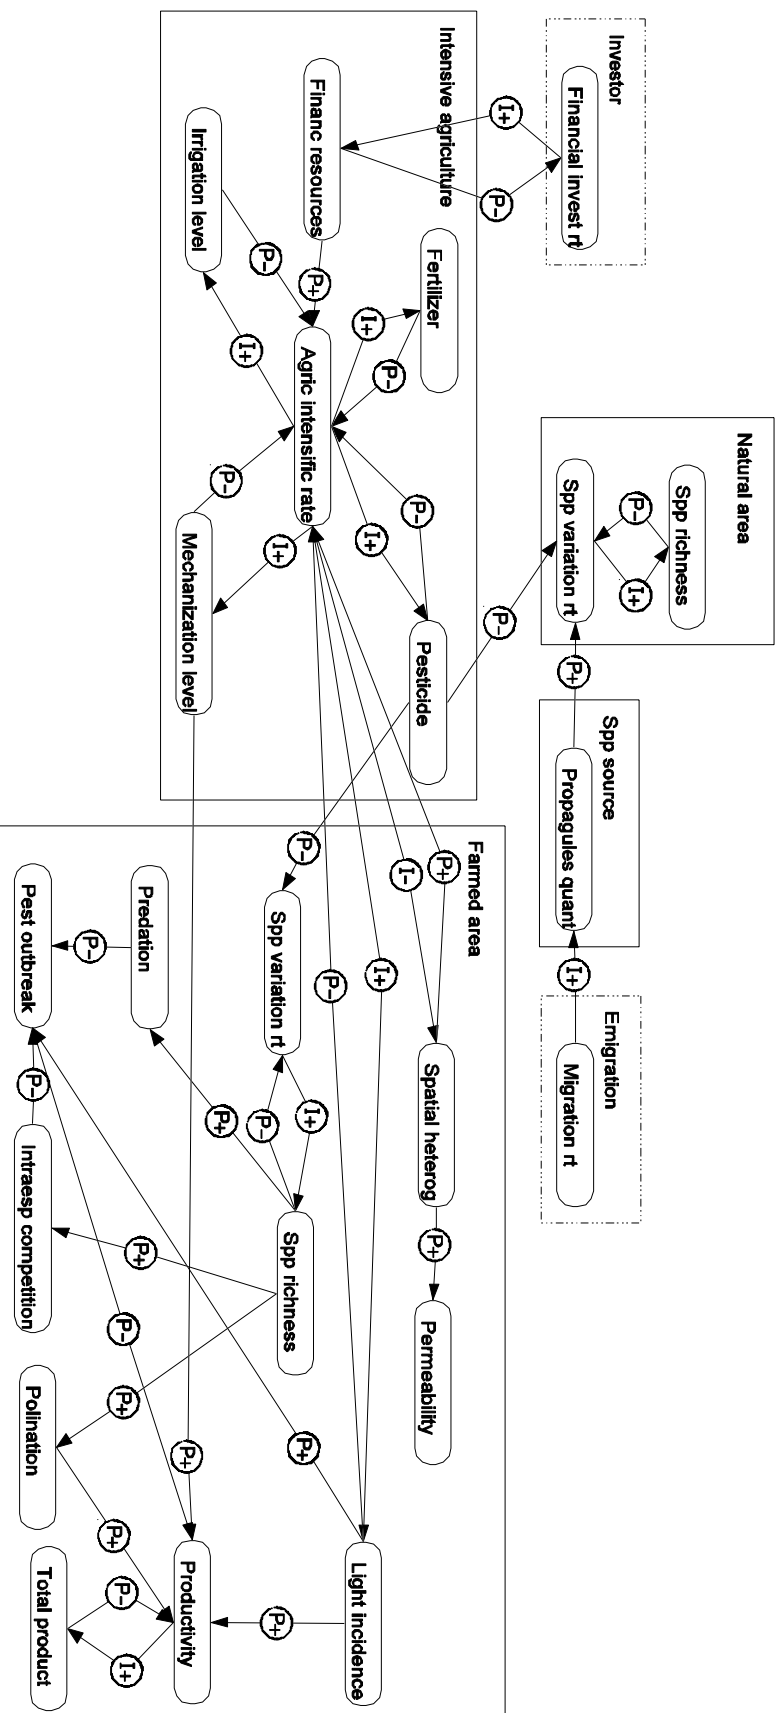 Investor
Financial invest rt
I+
P-
Natural area
Spp richness
P-
I+
Spp variation rt
P+
Spp source
Propagules quant
I+
Emigration
Migration rt
P-
Intensive agriculture
Fertilizer
Financ resources
P+
I+
P-
P-
I+
Pesticide
Agric intensific rate
P-
I+
P-
I+
Irrigation level
Mechanization level
Farmed area
P+
I-
I+
P-
P-
Spatial heterog
P+
Permeability
Spp variation rt
I+
P-
Spp richness
P+
P+
P+
Light incidence
P+
P+
P+
Productivity
Predation
P-
Pest outbreak
P-
Intraesp competition
P-
Polination
P+
P-
I+
Total product